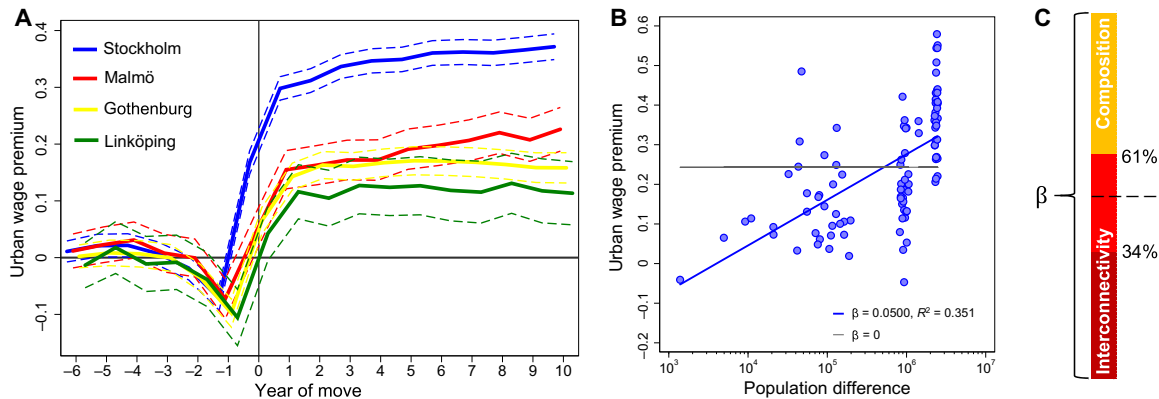 A
Urban wage premium
0.4
0.3
0.2
0.1
0
–0.1
Stockholm
Malmö
Gothenburg
Linköping
–6 –5 –4 –3 –2 –1 0 1 2 3 4 5 6 7 8 9 10
Year of move
B
Urban wage premium
0.6
0.5
0.4
0.3
0.2
0.1
0.0
–0.1
–0.2
β = 0.0500, R² = 0.351
β = 0
10³ 10⁴ 10⁵ 10⁶ 10⁷
Population difference
C
β
Composition
Interconnectivity
61%
34%